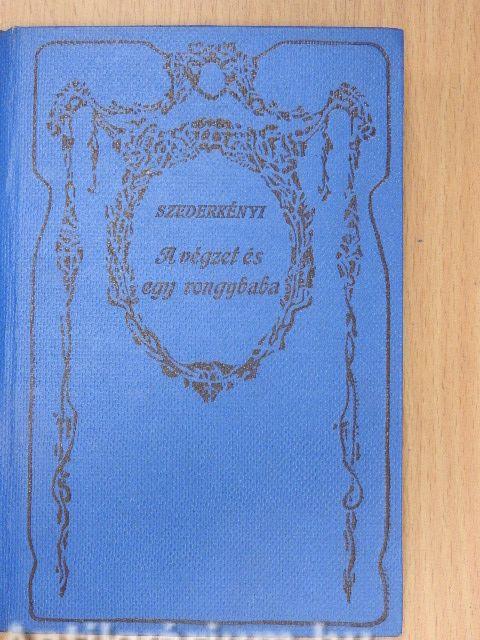 SZEDERKÉNYI
A végzet és
egy rongybaba